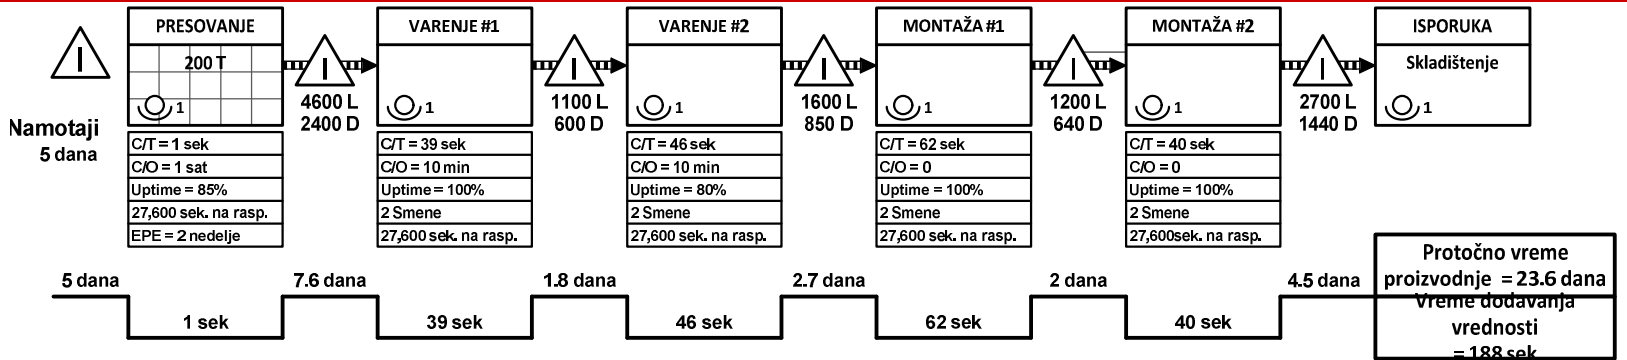 I
Namotaji
5 dana
PRESOVANJE
200 T
1
C/T = 1 sek
C/O = 1 sat
Uptime = 85%
27,600 sek. na rasp.
EPE = 2 nedelje
I
4600 L
2400 D
VARENJE #1
1
C/T = 39 sek
C/O = 10 min
Uptime = 100%
2 Smene
27,600 sek. na rasp.
I
1100 L
600 D
VARENJE #2
1
C/T = 46 sek
C/O = 10 min
Uptime = 80%
2 Smene
27,600 sek. na rasp.
I
1600 L
850 D
MONTAŽA #1
1
C/T = 62 sek
C/O = 0
Uptime = 100%
2 Smene
27,600 sek. na rasp.
I
1200 L
640 D
MONTAŽA #2
1
C/T = 40 sek
C/O = 0
Uptime = 100%
2 Smene
27,600sek. na rasp.
I
2700 L
1440 D
ISPORUKA
Skladištenje
1
5 dana
1 sek
7.6 dana
39 sek
1.8 dana
46 sek
2.7 dana
62 sek
2 dana
40 sek
4.5 dana
Protočno vreme
proizvodnje = 23.6 dana
Vreme dodavanja
vrednosti
= 188 sek